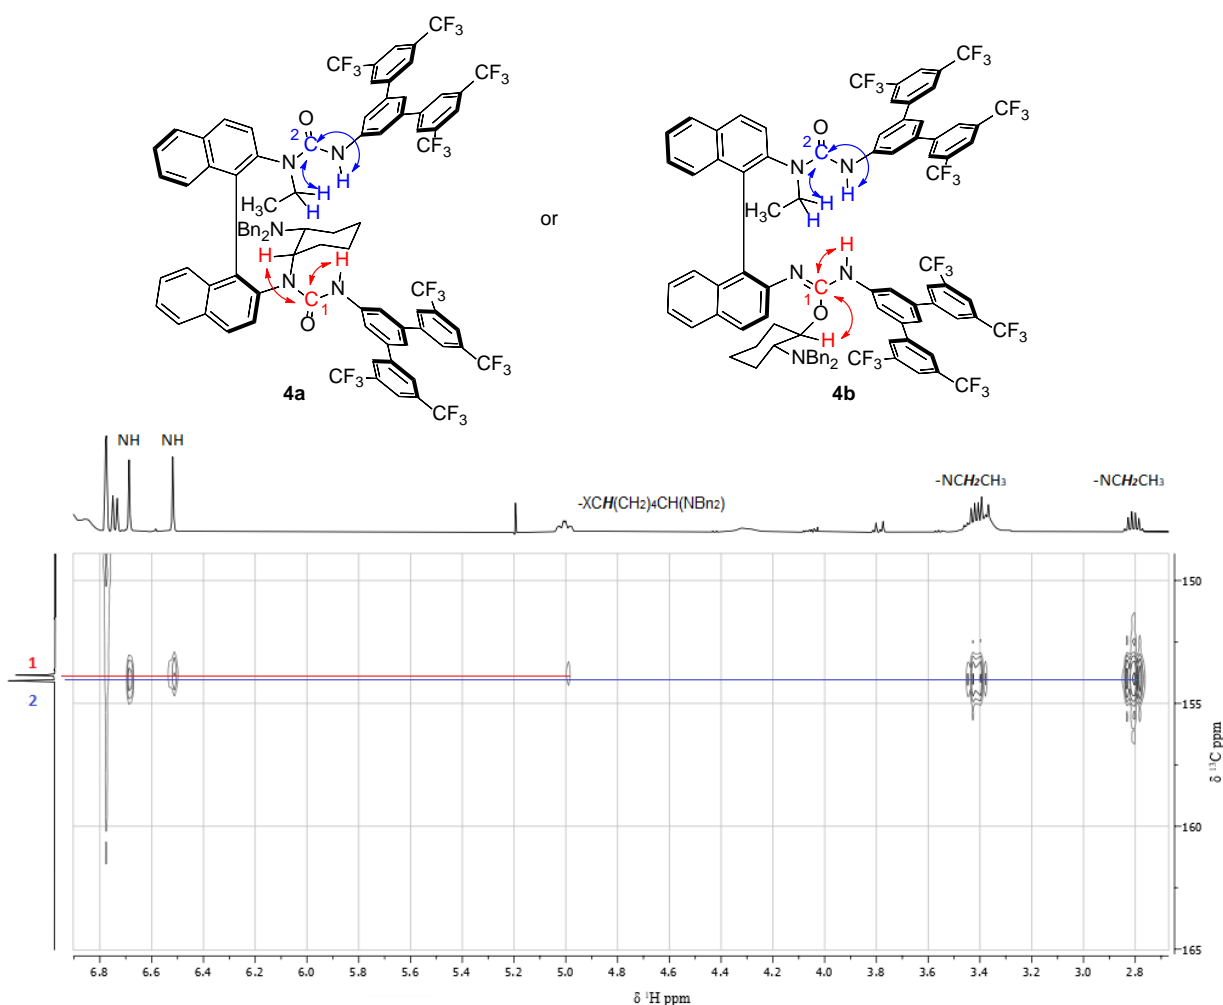 CF3
CF3
CF3
CF3
O
2
C
N
N
H
H
H3C
H
Bn2N
H
H
N
N
C
1
O
CF3
CF3
CF3
CF3
4a
or
CF3
CF3
CF3
CF3
O
2
C
N
N
H
H
H3C
H
H
N
N
C
1
O
H
NBn2
CF3
CF3
CF3
CF3
4b
NH NH
-XCH(CH2)4CH(NBn2)
-NCH2CH3
-NCH2CH3
1
2
150
155
160
165
δ 13C ppm
6.8 6.6 6.4 6.2 6.0 5.8 5.6 5.4 5.2 5.0 4.8 4.6 4.4 4.2 4.0 3.8 3.6 3.4 3.2 3.0 2.8
δ 1H ppm